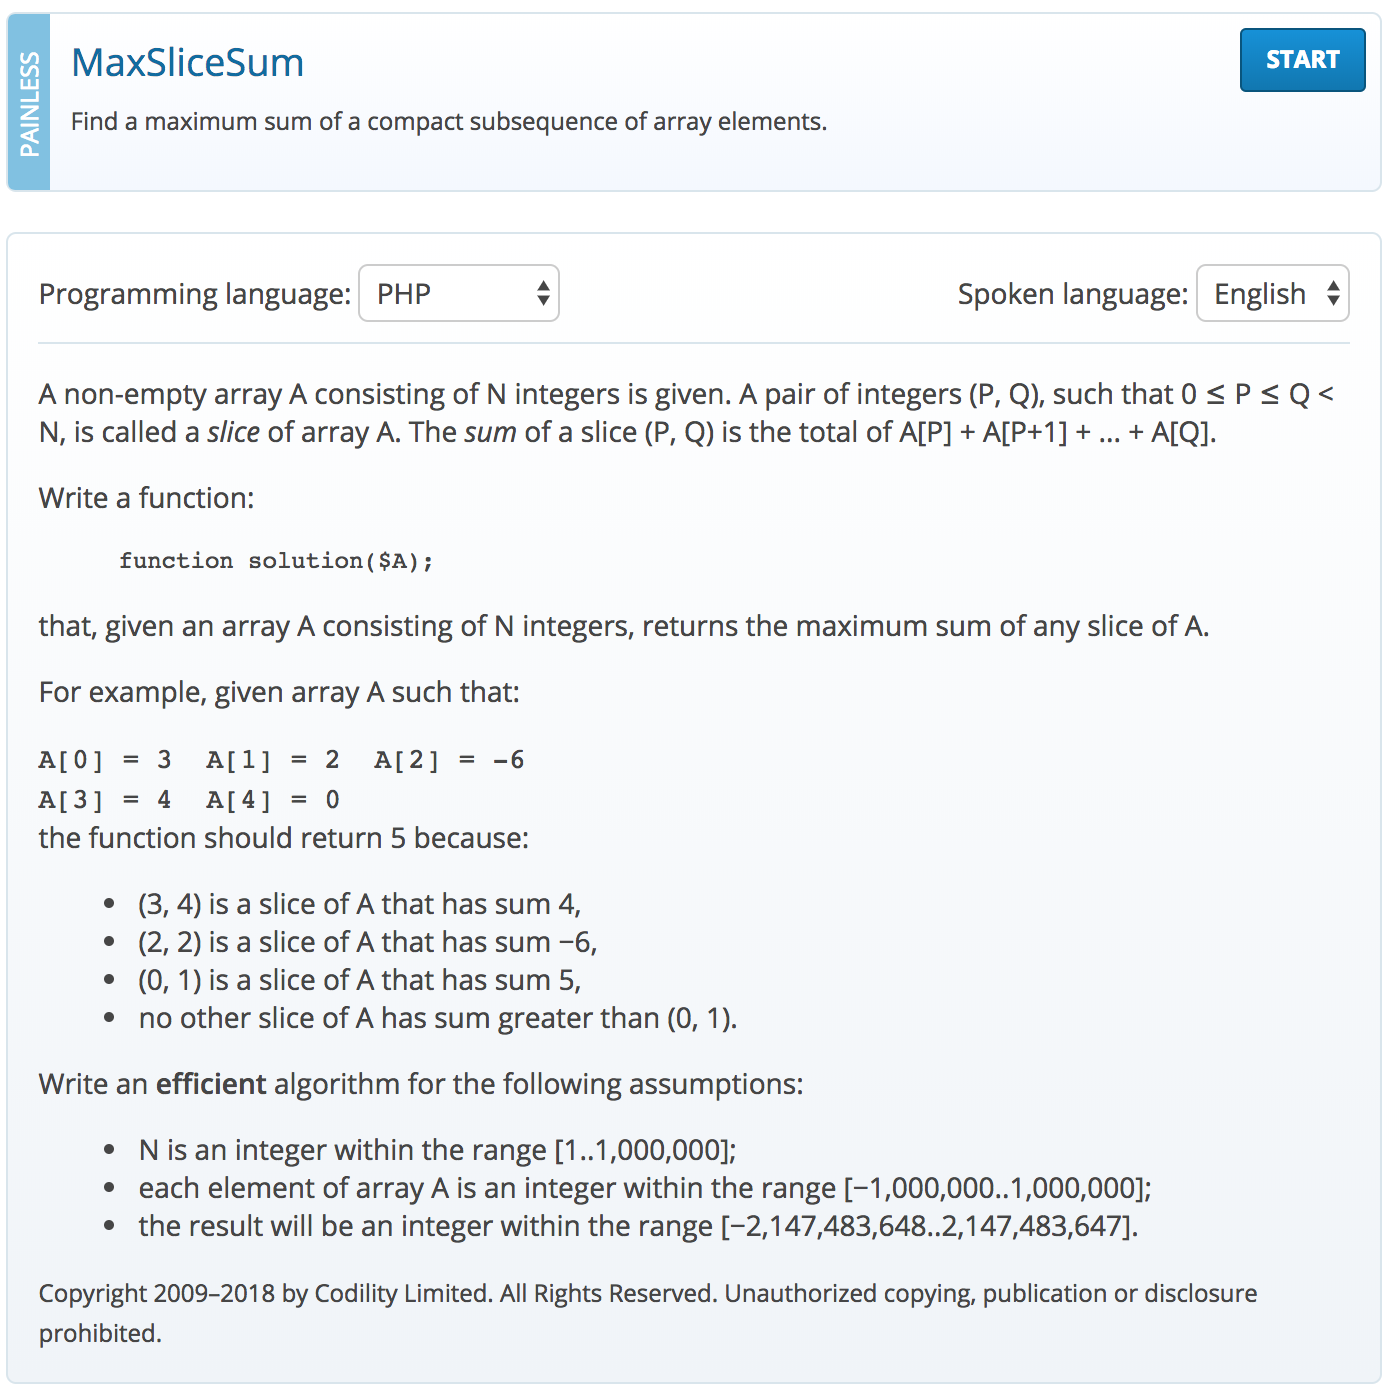 PAINLESS
MaxSliceSum
START
Find a maximum sum of a compact subsequence of array elements.
Programming language: PHP
Spoken language: English
A non-empty array A consisting of N integers is given. A pair of integers (P, Q), such that 0 ≤ P ≤ Q <
N, is called a slice of array A. The sum of a slice (P, Q) is the total of A[P] + A[P+1] + ... + A[Q].
Write a function:
function solution($A);
that, given an array A consisting of N integers, returns the maximum sum of any slice of A.
For example, given array A such that:
A[0] = 3  A[1] = 2  A[2] = −6
A[3] = 4  A[4] = 0
the function should return 5 because:
• (3, 4) is a slice of A that has sum 4,
• (2, 2) is a slice of A that has sum −6,
• (0, 1) is a slice of A that has sum 5,
• no other slice of A has sum greater than (0, 1).
Write an efficient algorithm for the following assumptions:
• N is an integer within the range [1..1,000,000];
• each element of array A is an integer within the range [−1,000,000..1,000,000];
• the result will be an integer within the range [−2,147,483,648..2,147,483,647].
Copyright 2009–2018 by Codility Limited. All Rights Reserved. Unauthorized copying, publication or disclosure
prohibited.